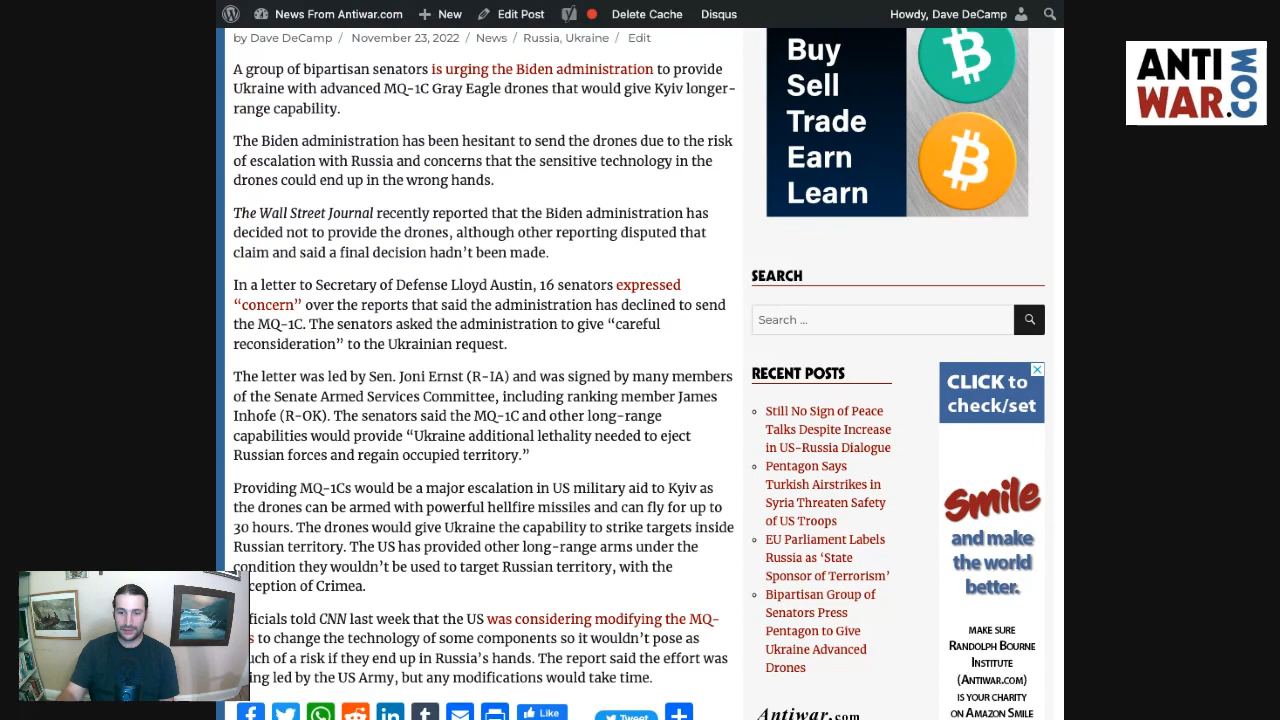 News From Antiwar.com
New
Edit Post
Delete Cache
Disqus
Howdy, Dave DeCamp
by Dave DeCamp / November 23, 2022 / News / Russia, Ukraine / Edit
A group of bipartisan senators is urging the Biden administration to provide
Ukraine with advanced MQ-1C Gray Eagle drones that would give Kyiv longer-
range capability.
The Biden administration has been hesitant to send the drones due to the risk
of escalation with Russia and concerns that the sensitive technology in the
drones could end up in the wrong hands.
The Wall Street Journal recently reported that the Biden administration has
decided not to provide the drones, although other reporting disputed that
claim and said a final decision hadn’t been made.
In a letter to Secretary of Defense Lloyd Austin, 16 senators expressed
“concern” over the reports that said the administration has declined to send
the MQ-1C. The senators asked the administration to give “careful
reconsideration” to the Ukrainian request.
The letter was led by Sen. Joni Ernst (R-IA) and was signed by many members
of the Senate Armed Services Committee, including ranking member James
Inhofe (R-OK). The senators said the MQ-1C and other long-range
capabilities would provide “Ukraine additional lethality needed to eject
Russian forces and regain occupied territory.”
Providing MQ-1Cs would be a major escalation in US military aid to Kyiv as
the drones can be armed with powerful hellfire missiles and can fly for up to
30 hours. The drones would give Ukraine the capability to strike targets inside
Russian territory. The US has provided other long-range arms under the
condition they wouldn’t be used to target Russian territory, with the
ception of Crimea.
ficials told CNN last week that the US was considering modifying the MQ-
s to change the technology of some components so it wouldn’t pose as
uch of a risk if they end up in Russia’s hands. The report said the effort was
ing led by the US Army, but any modifications would take time.
Like
Tweet
Buy
Sell
Trade
Earn
Learn
SEARCH
Search …
RECENT POSTS
Still No Sign of Peace
Talks Despite Increase
in US-Russia Dialogue
Pentagon Says
Turkish Airstrikes in
Syria Threaten Safety
of US Troops
EU Parliament Labels
Russia as ‘State
Sponsor of Terrorism’
Bipartisan Group of
Senators Press
Pentagon to Give
Ukraine Advanced
Drones
Antiwar.com
CLICK to
check/set
Smile
and make
the world
better.
MAKE SURE
RANDOLPH BOURNE
INSTITUTE
(ANTIWAR.COM)
IS YOUR CHARITY
ON AMAZON SMILE
ANTI
WAR.COM